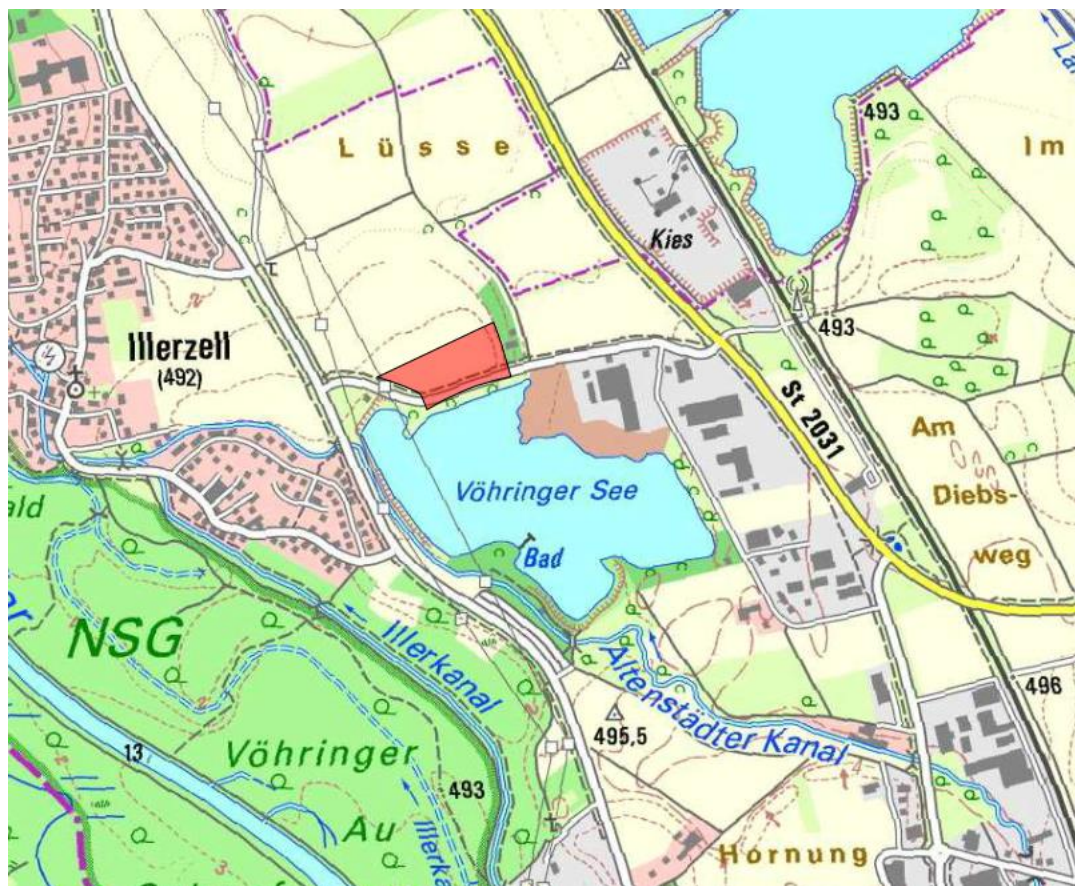 Lüsse
493
Im
Kies
493
Illerzell
(492)
St 2031
Am
Diebs-
weg
Vöhringer See
Bad
NSG
Illerkanal
Altenstädter Kanal
496
495,5
13
Vöhringer
493
Au
Hornung